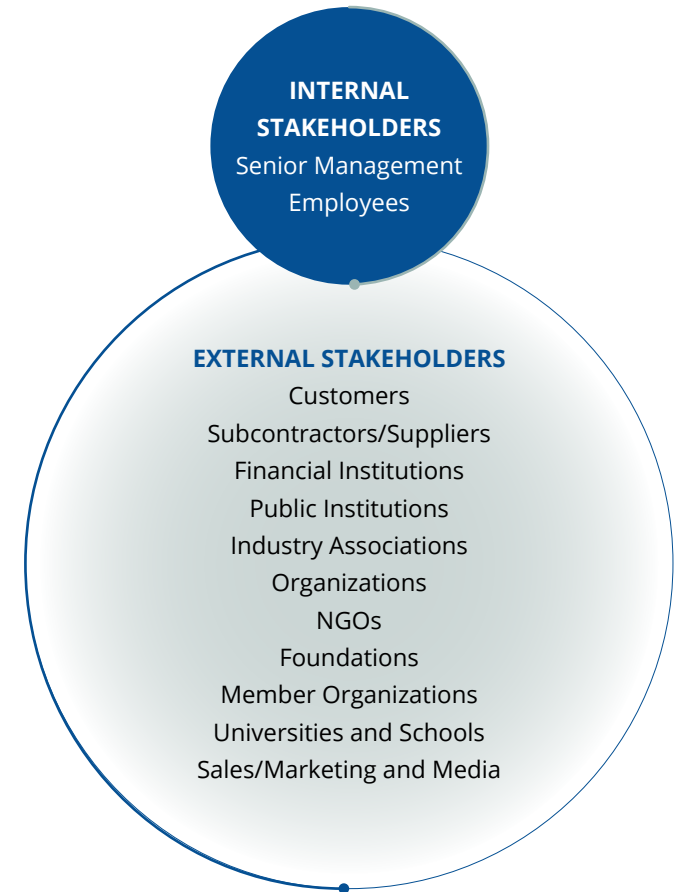 INTERNAL
STAKEHOLDERS
Senior Management
Employees
EXTERNAL STAKEHOLDERS
Customers
Subcontractors/Suppliers
Financial Institutions
Public Institutions
Industry Associations
Organizations
NGOs
Foundations
Member Organizations
Universities and Schools
Sales/Marketing and Media